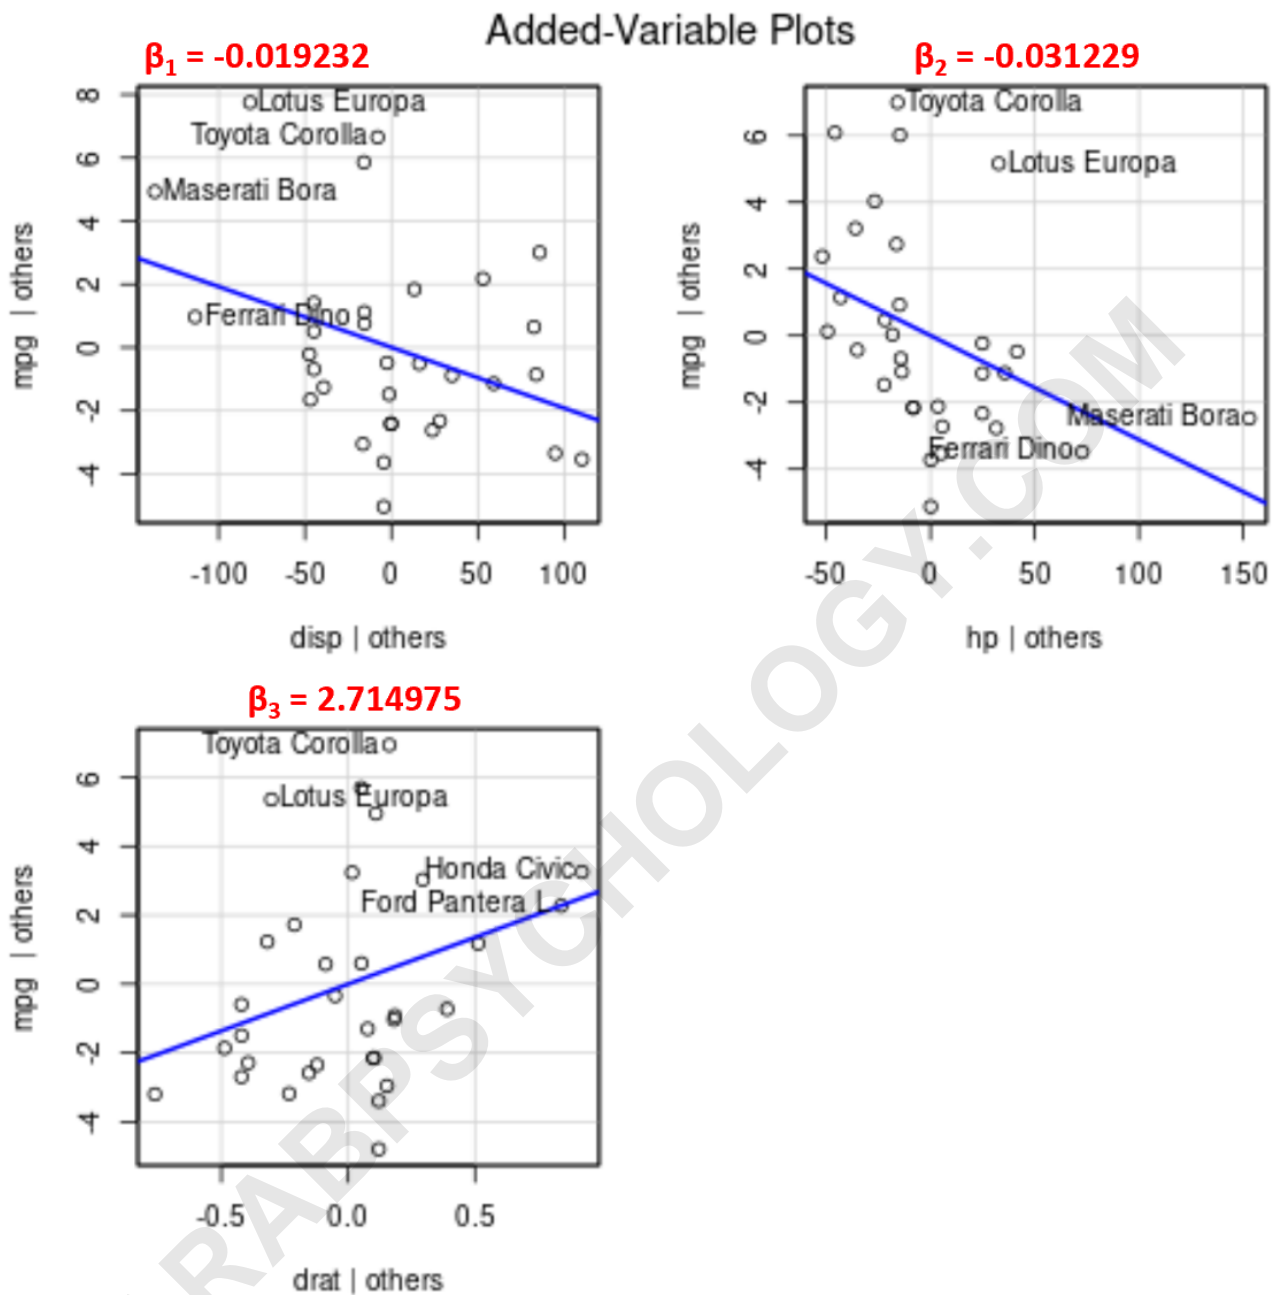 Added-Variable Plots
β1 = -0.019232
β2 = -0.031229
8
6
4
2
0
-2
-4
mpg | others
Lotus Europa
Toyota Corolla
Maserati Bora
Ferrari Dino
-100 -50 0 50 100
disp | others
6
4
2
0
-2
-4
mpg | others
Toyota Corolla
Lotus Europa
Maserati Bora
Ferrari Dino
-50 0 50 100 150
hp | others
β3 = 2.714975
6
4
2
0
-2
-4
mpg | others
Toyota Corolla
Lotus Europa
Honda Civic
Ford Pantera L
-0.5 0.0 0.5
drat | others
RABPSYCHOLOGY.COM